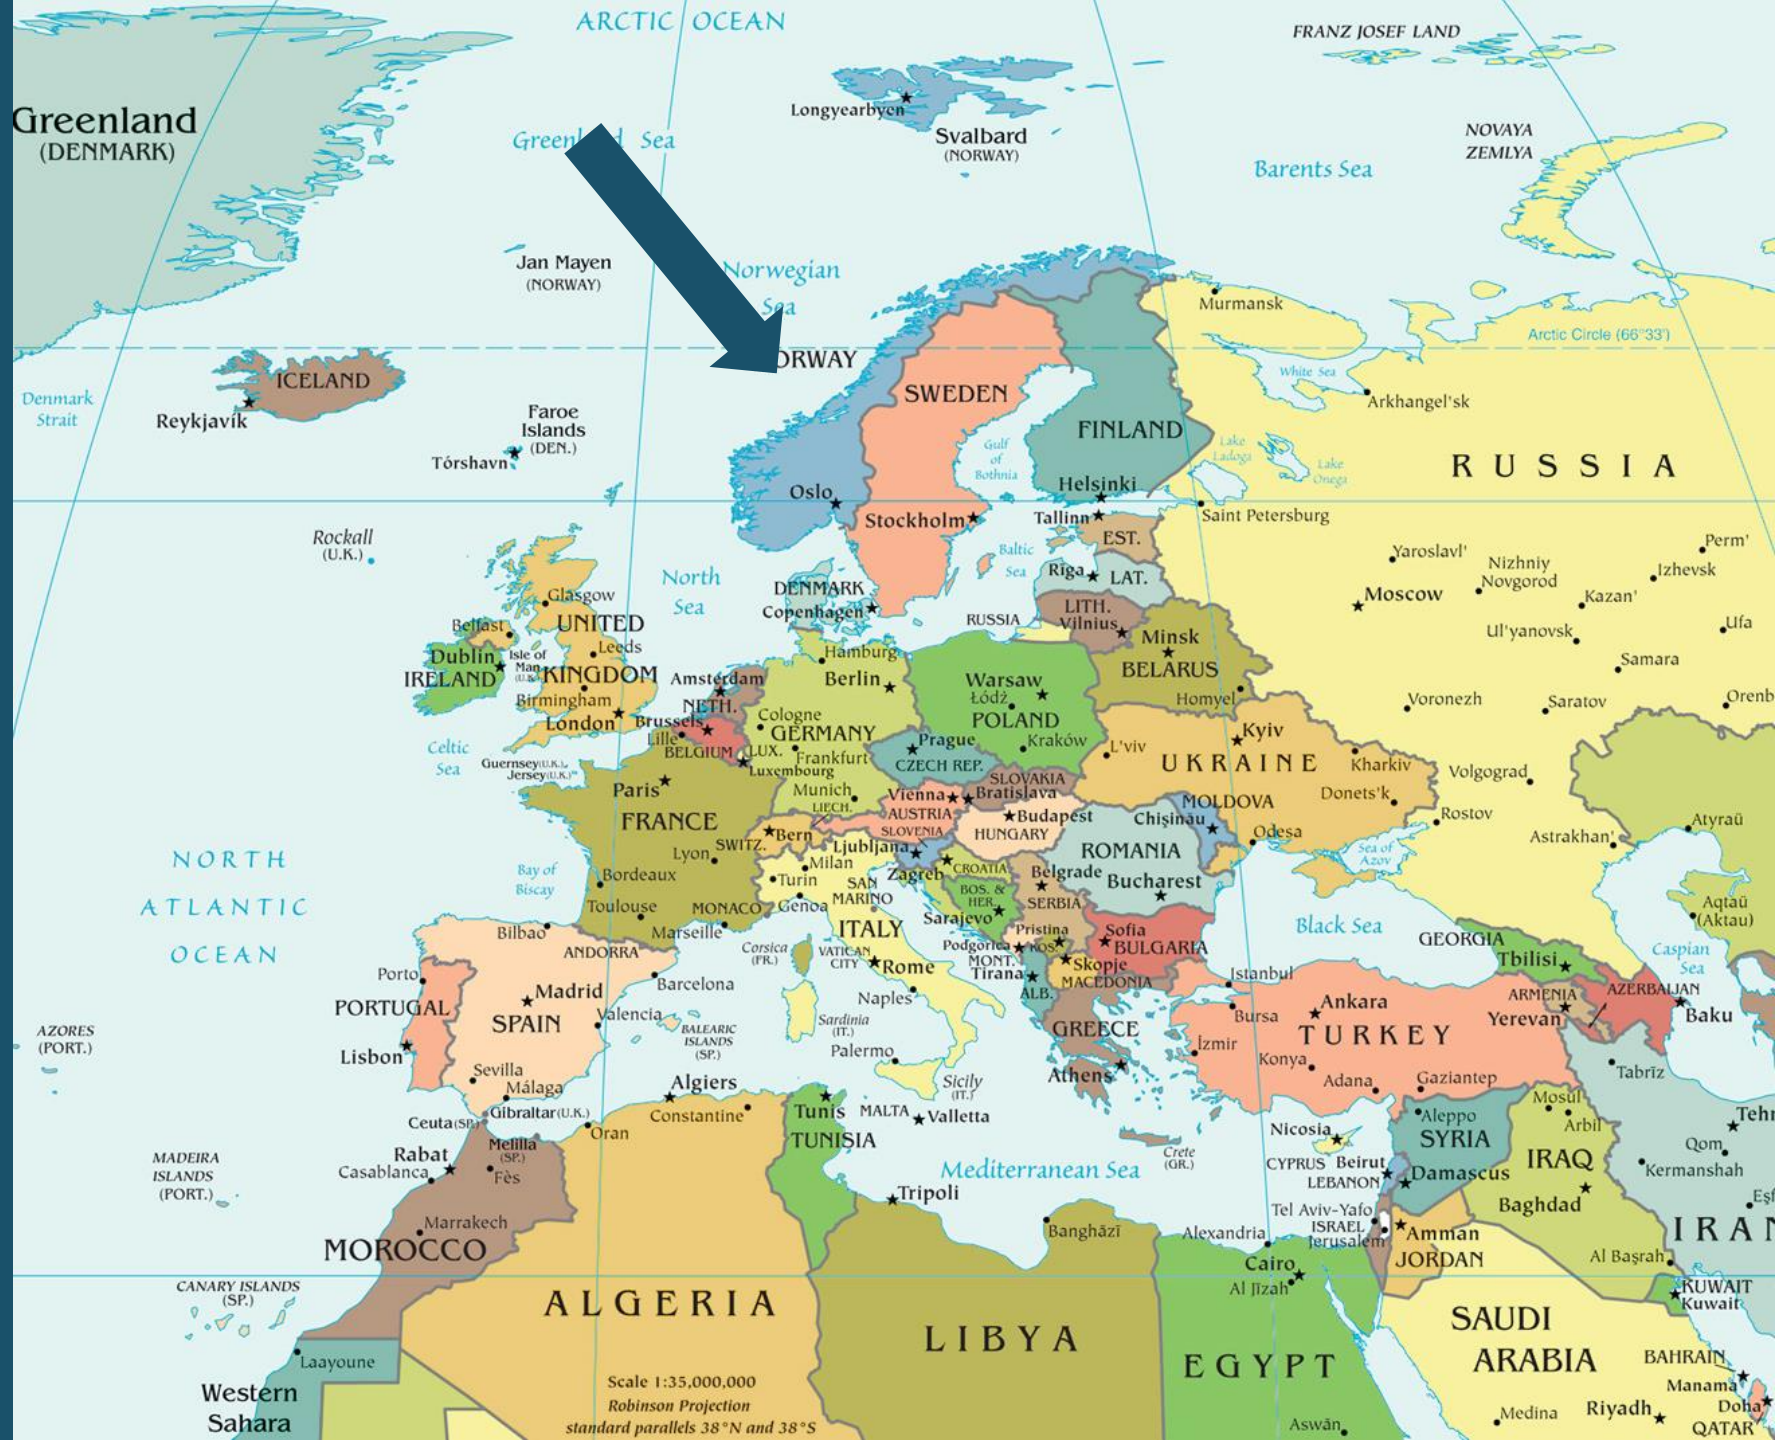 ARCTIC OCEAN
FRANZ JOSEF LAND
Longyearbyen
Svalbard
(NORWAY)
Greenland
(DENMARK)
Sea
NOVAYA
ZEMLYA
Barents Sea
Jan Mayen
(NORWAY)
Norwegian
Sea
Murmansk
Arctic Circle (66°33')
ORWAY
White Sea
ICELAND
Reykjavík
Denmark
Strait
Faroe
Islands
(DEN.)
Tórshavn
SWEDEN
FINLAND
Arkhangel'sk
Gulf
of
Bothnia
Lake
Ladoga
Lake
Onega
RUSSIA
Oslo
Helsinki
Stockholm
Tallinn
EST.
Saint Petersburg
Rockall
(U.K.)
North
Sea
Baltic
Sea
Riga
LAT.
Yaroslavl'
Nizhniy
Novgorod
Perm'
Izhevsk
Kazan'
Moscow
Ul'yanovsk
Ufa
Samara
DENMARK
Copenhagen
RUSSIA
LITH.
Vilnius
Minsk
BELARUS
Homyel'
Voronezh
Saratov
Orenb
Glasgow
Belfast
UNITED
KINGDOM
Leeds
Dublin
IRELAND
Isle of
Man
(U.K.)
Birmingham
London
Celtic
Sea
Guernsey (U.K.)
Jersey (U.K.)
Amsterdam
NETH.
Brussels
Lille
BELGIUM
LUX.
Luxembourg
Hamburg
Berlin
Cologne
GERMANY
Frankfurt
Munich
LIECH.
Warsaw
Łódź
POLAND
Kraków
Prague
CZECH REP.
L'viv
Kyiv
UKRAINE
Kharkiv
Donets'k
Volgograd
Rostov
Astrakhan'
Atyraū
Aqtaū
(Aktau)
Paris
FRANCE
Lyon
SWITZ.
Bern
Vienna
AUSTRIA
SLOVENIA
Ljubljana
SLOVAKIA
Bratislava
Budapest
HUNGARY
MOLDOVA
Chişinău
Odesa
Sea of
Azov
ROMANIA
Bucharest
NORTH
ATLANTIC
OCEAN
Bay of
Biscay
Bordeaux
Toulouse
MONACO
Marseille
Milan
Turin
Genoa
SAN
MARINO
ITALY
Zagreb
CROATIA
BOS. &
HER.
Sarajevo
Belgrade
SERBIA
Pristina
KOS.
Podgorica
MONT.
Tirana
ALB.
Skopje
MACEDONIA
Sofia
BULGARIA
Black Sea
GEORGIA
Tbilisi
Caspian
Sea
ARMENIA
Yerevan
AZERBAIJAN
Baku
Bilbao
ANDORRA
Corsica
(FR.)
VATICAN
CITY
Rome
Naples
Porto
PORTUGAL
Lisbon
Madrid
SPAIN
Barcelona
Valencia
BALEARIC
ISLANDS
(SP.)
Sardinia
(IT.)
Palermo
Sicily
(IT.)
GREECE
Athens
Istanbul
Bursa
İzmir
Ankara
TURKEY
Konya
Adana
Gaziantep
Tabrīz
AZORES
(PORT.)
Sevilla
Málaga
Gibraltar (U.K.)
Ceuta (SP.)
Melilla
(SP.)
Algiers
Constantine
Oran
Tunis
TUNISIA
MALTA
Valletta
Mediterranean Sea
Crete
(GR.)
Nicosia
CYPRUS
Beirut
LEBANON
Aleppo
SYRIA
Damascus
Mosul
Arbil
IRAQ
Baghdad
Tehr
Qom
Kermanshah
Eşf
IRAN
MADEIRA
ISLANDS
(PORT.)
Rabat
Casablanca
Fès
Marrakech
MOROCCO
Tripoli
Banghāzī
Alexandria
Tel Aviv-Yafo
ISRAEL
Jerusalem
Amman
JORDAN
Al Başrah
Cairo
Al Jīzah
KUWAIT
Kuwait
CANARY ISLANDS
(SP.)
Laayoune
Western
Sahara
ALGERIA
LIBYA
EGYPT
SAUDI
ARABIA
BAHRAIN
Manama
Doha
QATAR
Riyadh
Medina
Aswān
Scale 1:35,000,000
Robinson Projection
standard parallels 38°N and 38°S